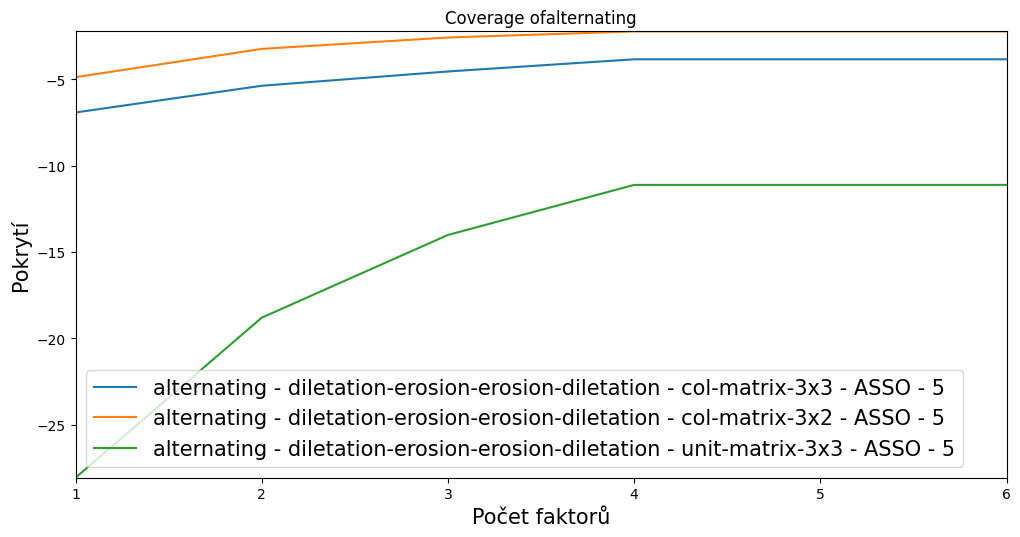 Coverage ofalternating
Pokrytí
−5
−10
−15
−20
−25
alternating - diletation-erosion-erosion-diletation - col-matrix-3x3 - ASSO - 5
alternating - diletation-erosion-erosion-diletation - col-matrix-3x2 - ASSO - 5
alternating - diletation-erosion-erosion-diletation - unit-matrix-3x3 - ASSO - 5
1 2 3 4 5 6
Počet faktorů